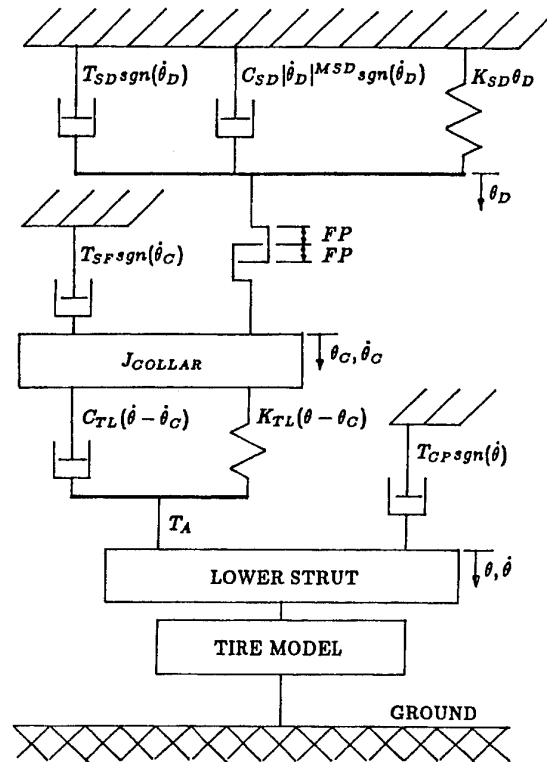 T_{SD} sgn(θ̇_D)
C_{SD}|θ̇_D|^{MSD} sgn(θ̇_D)
K_{SD}θ_D
θ_D
FP
FP
T_{SF} sgn(θ̇_C)
J_{COLLAR}
θ_C, θ̇_C
C_{TL}(θ̇ − θ̇_C)
K_{TL}(θ − θ_C)
T_{CP} sgn(θ̇)
T_A
LOWER STRUT
θ, θ̇
TIRE MODEL
GROUND